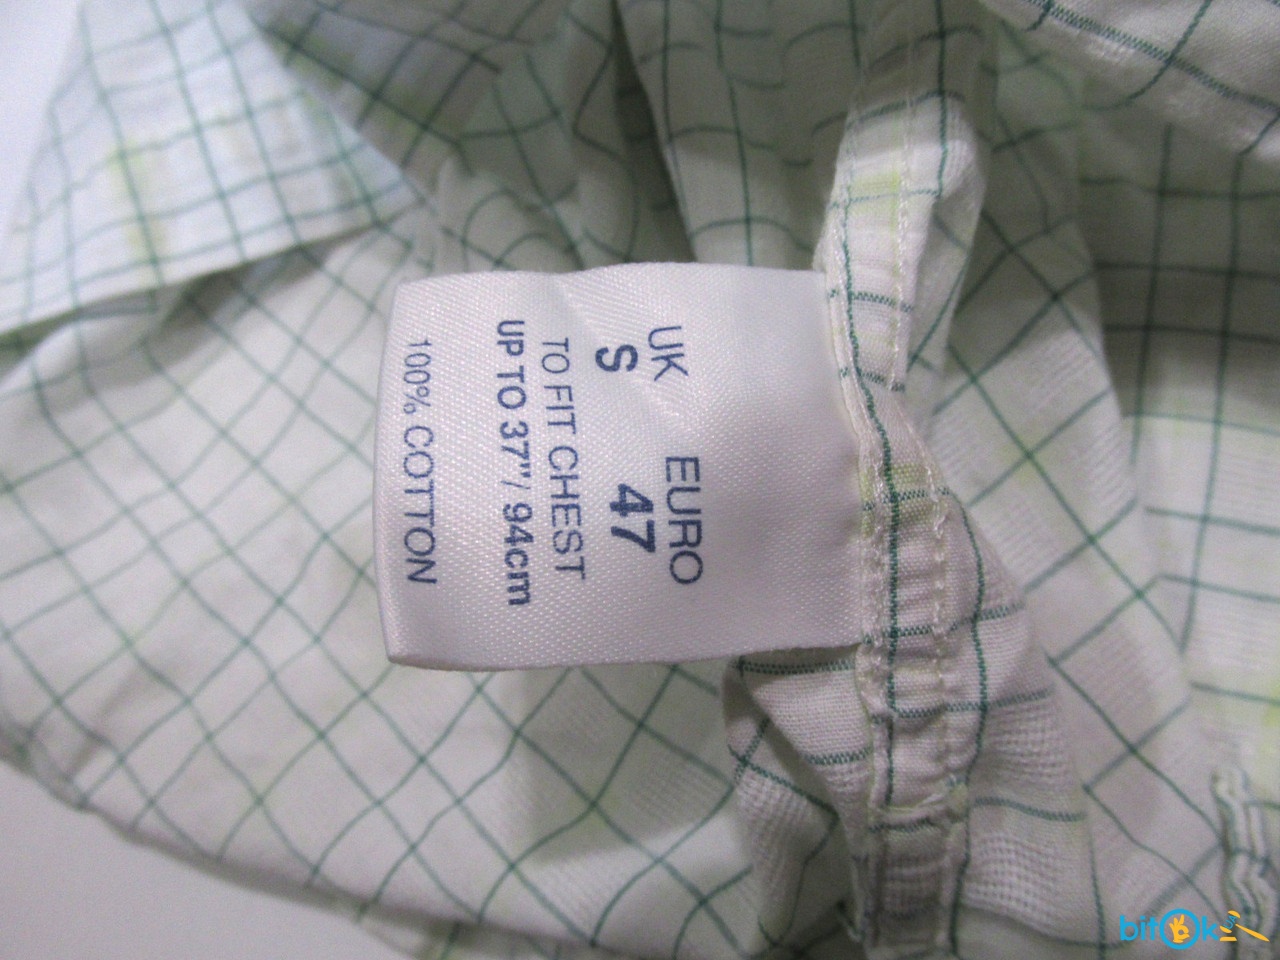 UK EURO
S 47
TO FIT CHEST
UP TO 37"/ 94cm
100% COTTON
bitOk